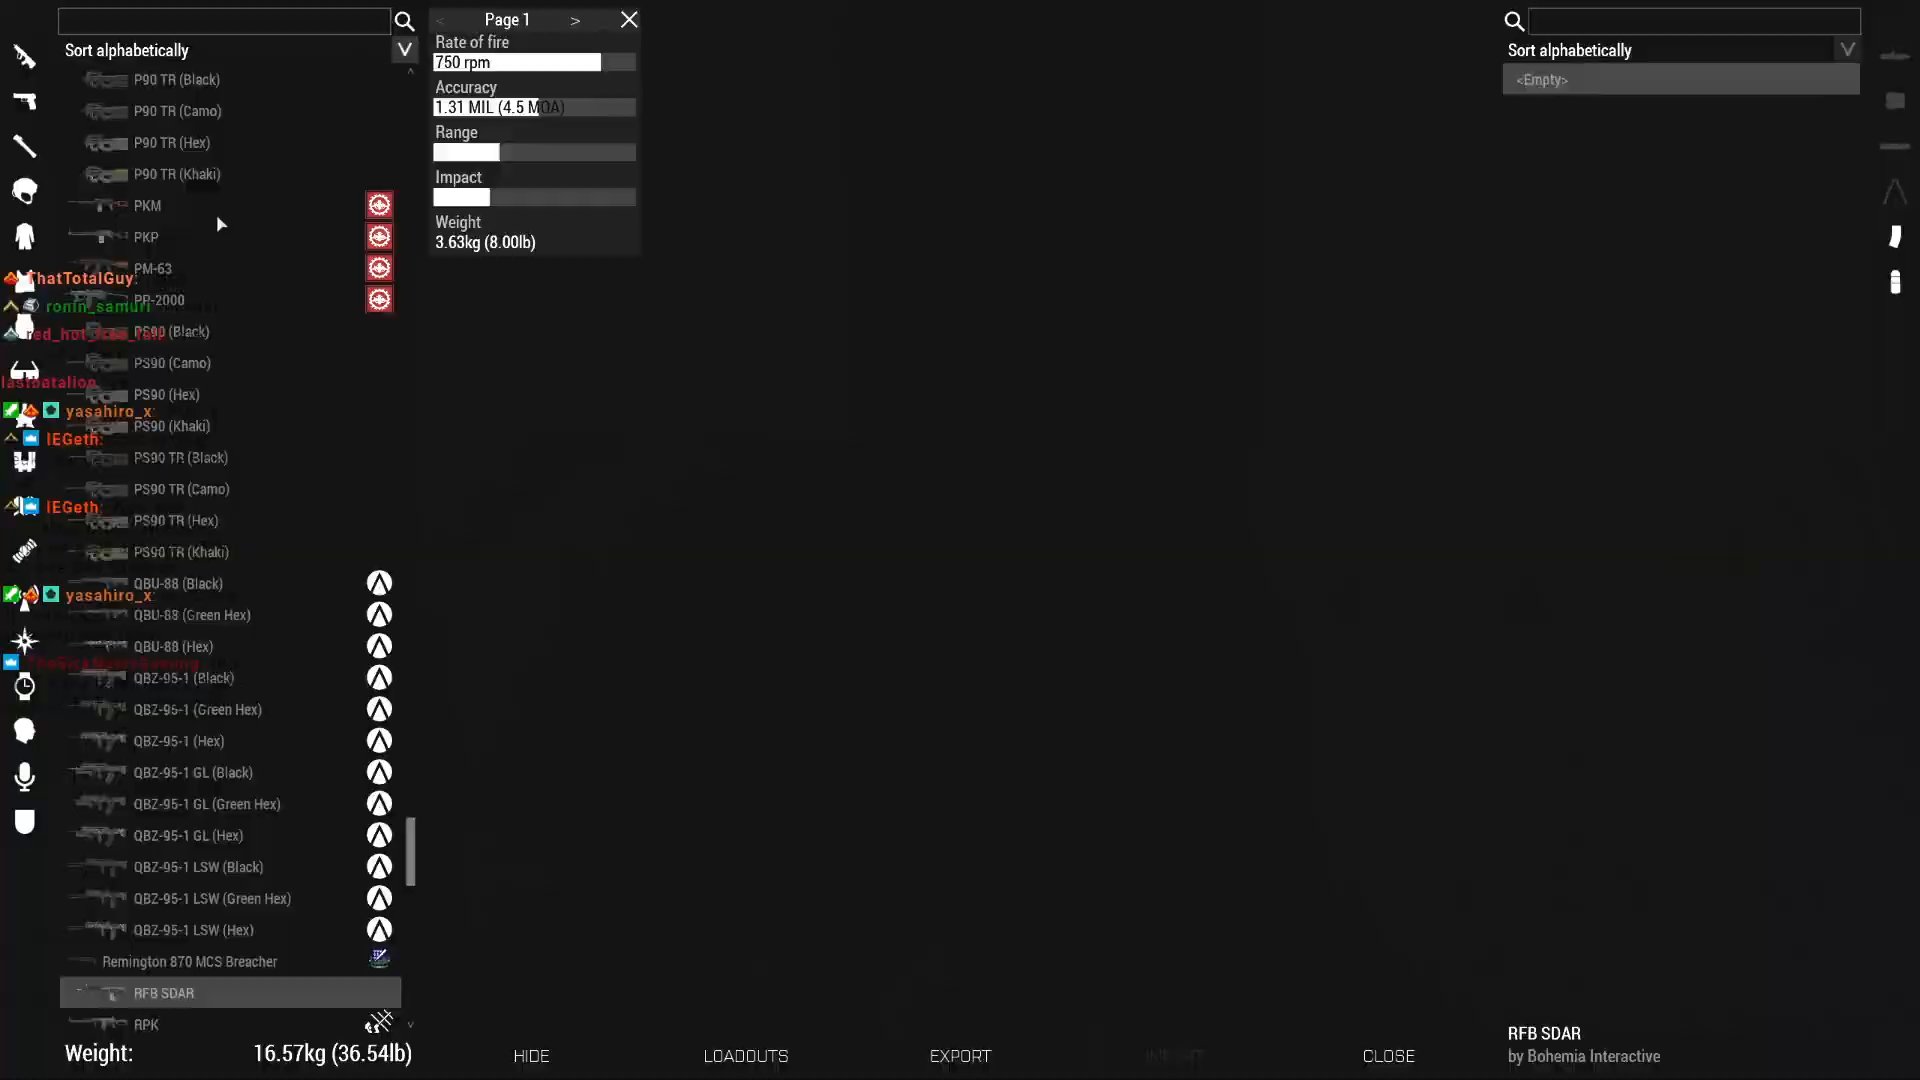 Sort alphabetically
P90 TR (Black)
P90 TR (Camo)
P90 TR (Hex)
P90 TR (Khaki)
PKM
PKP
PM-63
ThatTotalGuy:
PP-2000
ronin_samuri
PS90 (Black)
PS90 (Camo)
lastbatalion
PS90 (Hex)
yasahiro_x:
PS90 (Khaki)
IEGeth:
PS90 TR (Black)
PS90 TR (Camo)
IEGeth:
PS90 TR (Hex)
PS90 TR (Khaki)
QBU-88 (Black)
yasahiro_x:
QBU-88 (Green Hex)
QBU-88 (Hex)
QBZ-95-1 (Black)
QBZ-95-1 (Green Hex)
QBZ-95-1 (Hex)
QBZ-95-1 GL (Black)
QBZ-95-1 GL (Green Hex)
QBZ-95-1 GL (Hex)
QBZ-95-1 LSW (Black)
QBZ-95-1 LSW (Green Hex)
QBZ-95-1 LSW (Hex)
Remington 870 MCS Breacher
RFB SDAR
RPK
Weight: 16.57kg (36.54lb)
< Page 1 >
Rate of fire
750 rpm
Accuracy
1.31 MIL (4.5 MOA)
Range
Impact
Weight
3.63kg (8.00lb)
HIDE
LOADOUTS
EXPORT
CLOSE
Sort alphabetically
<Empty>
RFB SDAR
by Bohemia Interactive